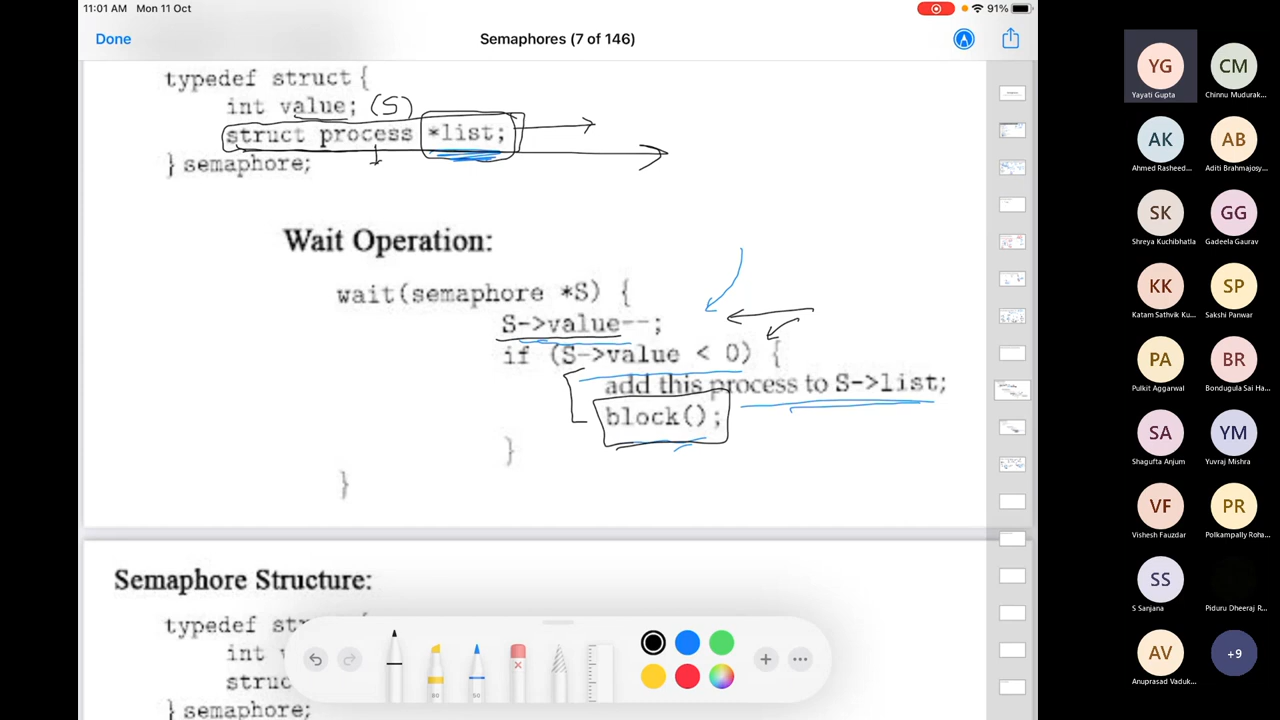 11:01 AM Mon 11 Oct
91%
Done
Semaphores (7 of 146)
typedef struct {
int value; (S)
struct process *list;
} semaphore;
Wait Operation:
wait(semaphore *S) {
S->value--;
if (S->value < 0) {
add this process to S->list;
block();
}
}
Semaphore Structure:
typedef str
int v
struc
} semaphore;
YG
Yayati Gupta
CM
Chinnu Mudurak...
AK
Ahmed Rasheed...
AB
Aditi Brahmajosy...
SK
Shreya Kuchibhatla
GG
Gadeela Gaurav
KK
Katam Sathvik Ku...
SP
Sakshi Panwar
PA
Pulkit Aggarwal
BR
Bondugula Sai Ha...
SA
Shagufta Anjum
YM
Yuvraj Mishra
VF
Vishesh Fauzdar
PR
Polkampally Roha...
SS
S Sanjana
Piduru Dheeraj R...
AV
Anuprasad Vaduk...
+9